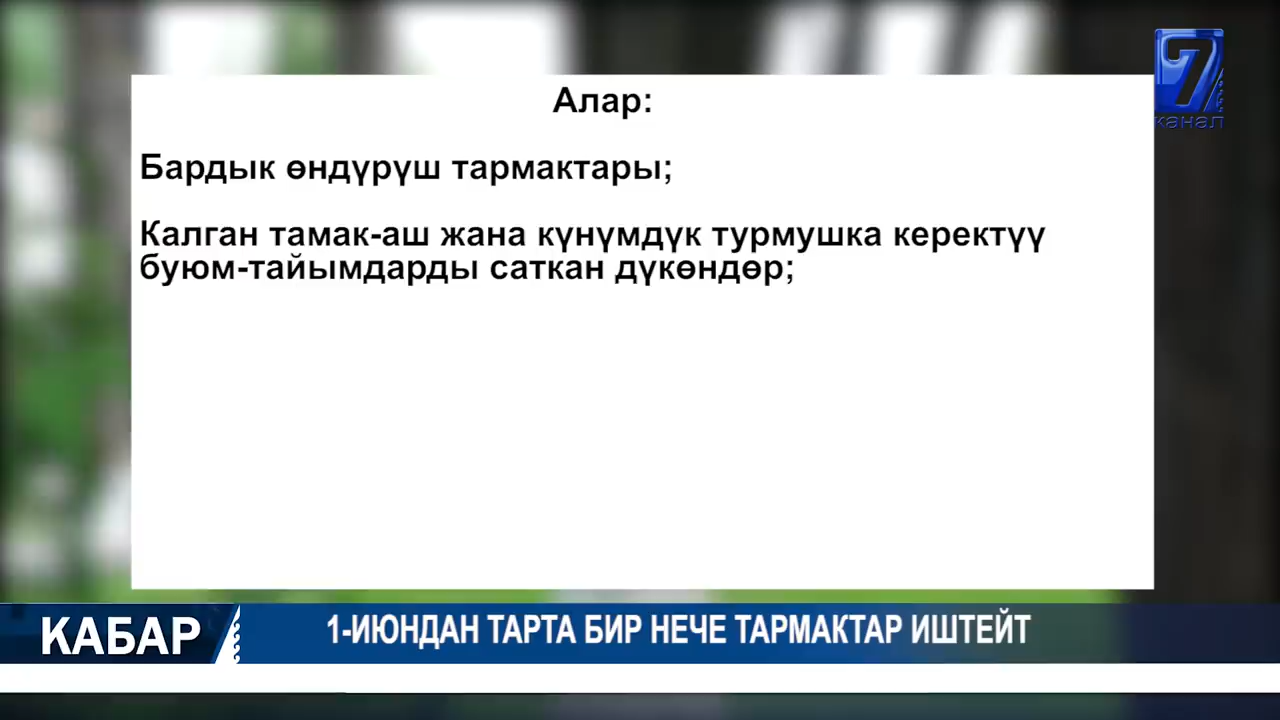 7
канал
Алар:
Бардык өндүрүш тармактары;
Калган тамак-аш жана күнүмдүк турмушка керектүү
буюм-тайымдарды саткан дүкөндөр;
КАБАР
1-ИЮНДАН ТАРТА БИР НЕЧЕ ТАРМАКТАР ИШТЕЙТ